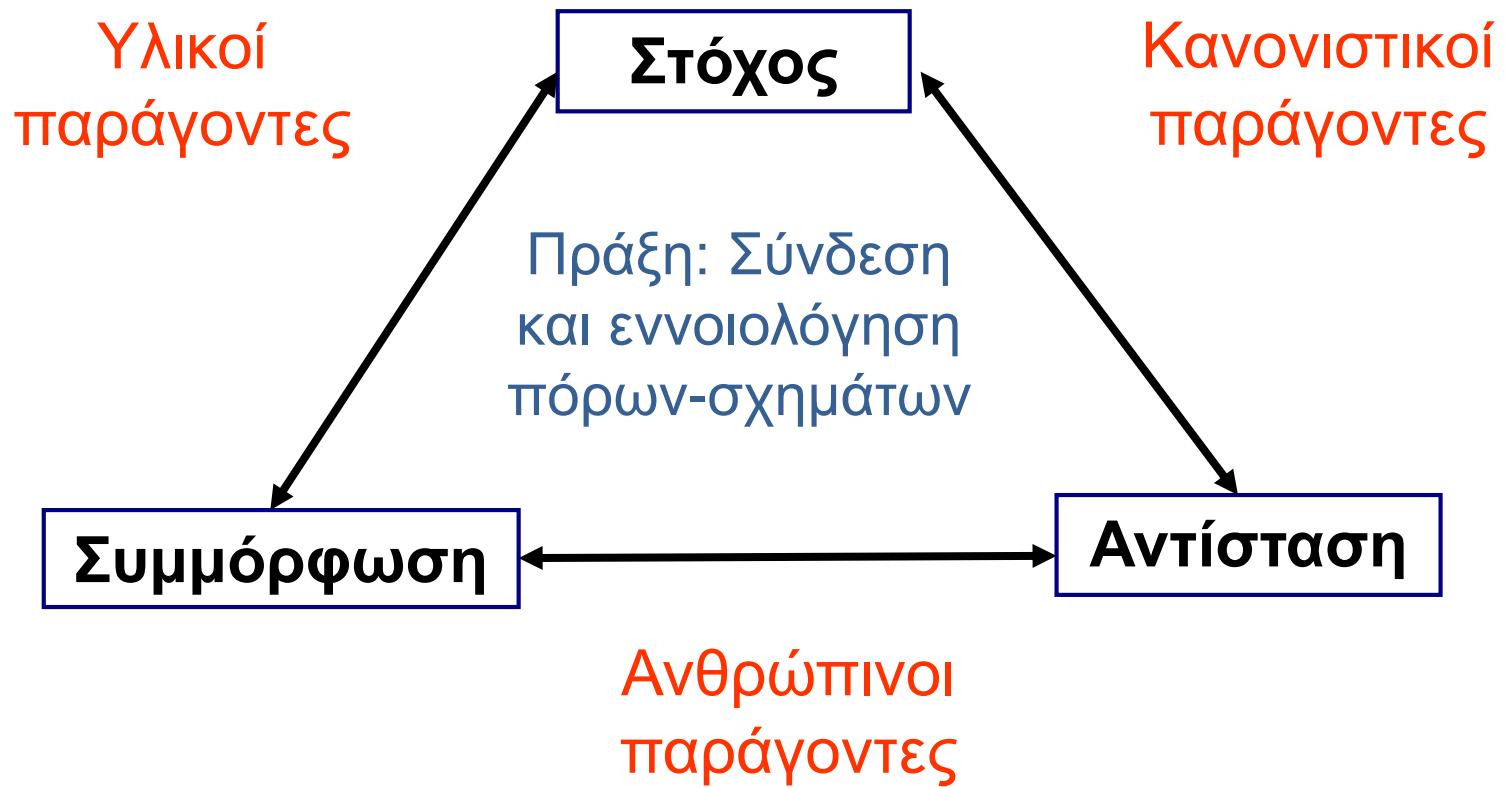 Υλικοί
παράγοντες
Στόχος
Κανονιστικοί
παράγοντες
Πράξη: Σύνδεση
και εννοιολόγηση
πόρων-σχημάτων
Συμμόρφωση
Αντίσταση
Ανθρώπινοι
παράγοντες